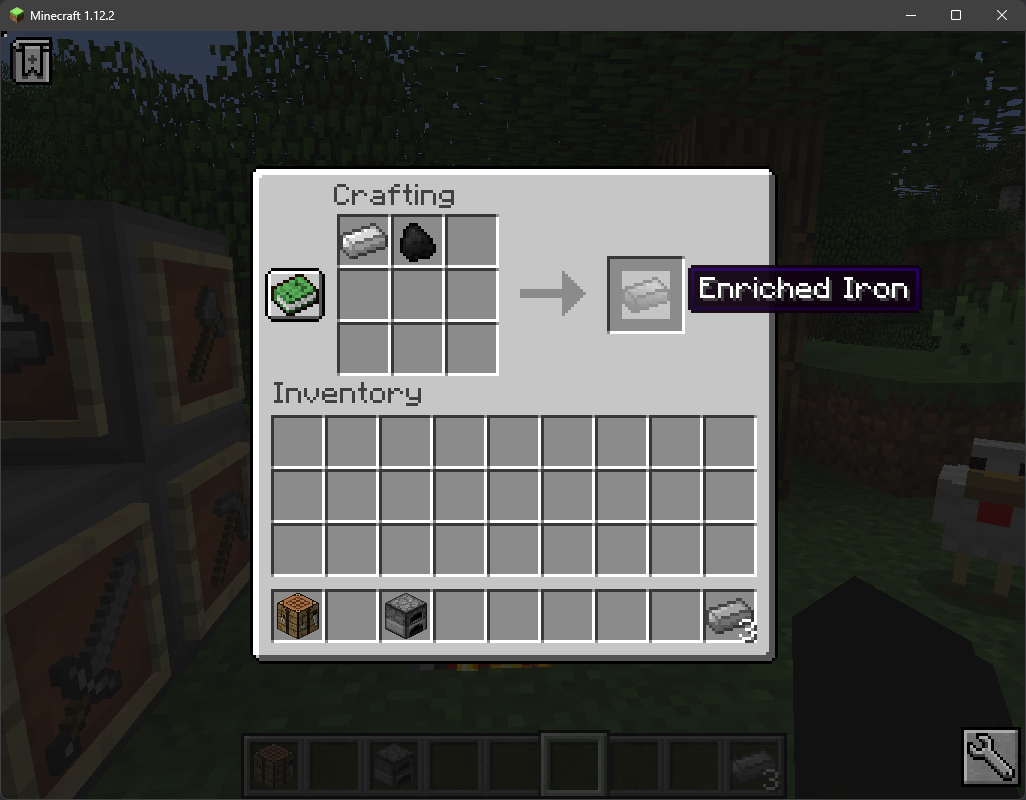 Minecraft 1.12.2
Crafting
Enriched Iron
Inventory
3
3